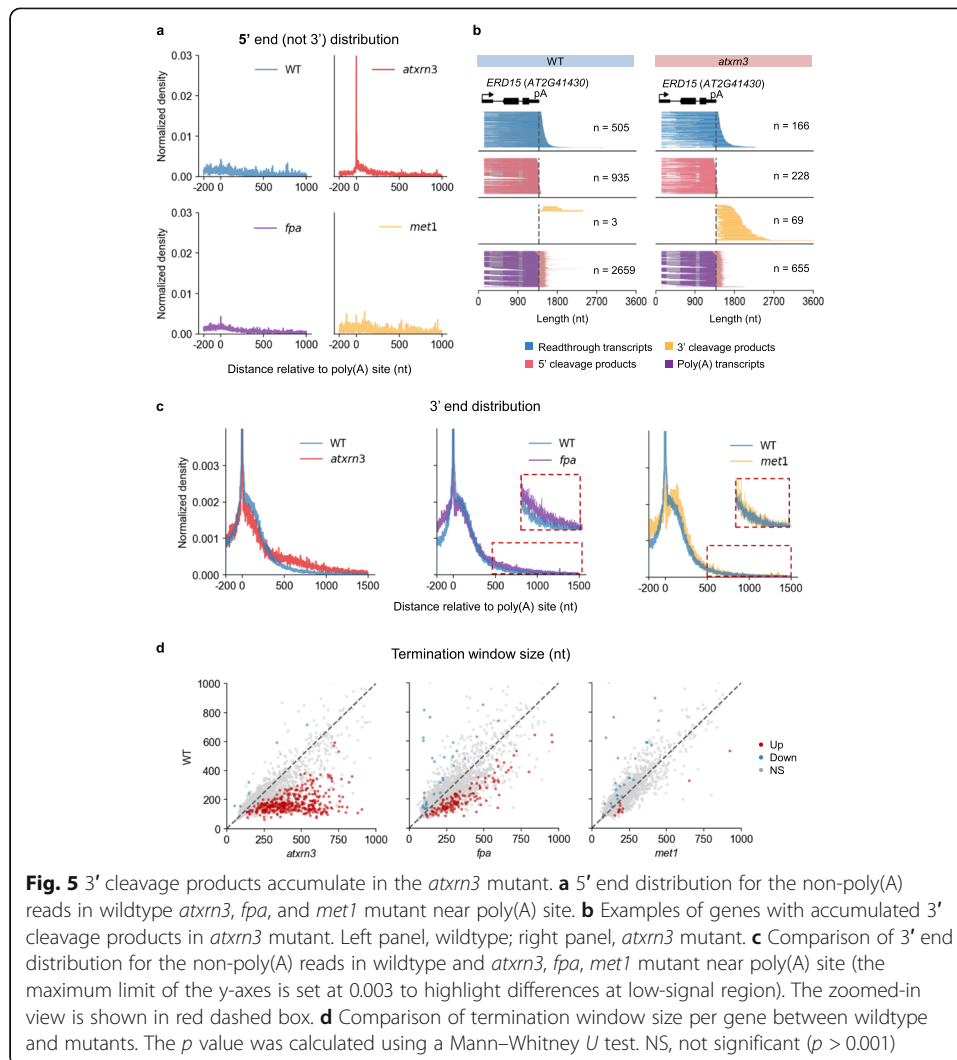 a
5' end (not 3') distribution
0.03
0.02
0.01
0.00
Normalized density
WT
atxrn3
-200 0 500 1000
-200 0 500 1000
0.03
0.02
0.01
0.00
Normalized density
fpa
met1
-200 0 500 1000
-200 0 500 1000
Distance relative to poly(A) site (nt)
b
WT
atxrn3
ERD15 (AT2G41430)
pA
ERD15 (AT2G41430)
pA
n = 505
n = 166
n = 935
n = 228
n = 3
n = 69
n = 2659
n = 655
0 900 1800 2700 3600
0 900 1800 2700 3600
Length (nt)
Length (nt)
Readthrough transcripts
3' cleavage products
5' cleavage products
Poly(A) transcripts
c
3' end distribution
Normalized density
0.003
0.002
0.001
0.000
WT
atxrn3
WT
fpa
WT
met1
-200 0 500 1000 1500
-200 0 500 1000 1500
-200 0 500 1000 1500
Distance relative to poly(A) site (nt)
d
Termination window size (nt)
WT
1000
800
600
400
200
0
0 250 500 750 1000
0 250 500 750 1000
0 250 500 750 1000
atxrn3
fpa
met1
Up
Down
NS
Fig. 5 3′ cleavage products accumulate in the atxrn3 mutant. a 5′ end distribution for the non-poly(A)
reads in wildtype atxrn3, fpa, and met1 mutant near poly(A) site. b Examples of genes with accumulated 3′
cleavage products in atxrn3 mutant. Left panel, wildtype; right panel, atxrn3 mutant. c Comparison of 3′ end
distribution for the non-poly(A) reads in wildtype and atxrn3, fpa, met1 mutant near poly(A) site (the
maximum limit of the y-axes is set at 0.003 to highlight differences at low-signal region). The zoomed-in
view is shown in red dashed box. d Comparison of termination window size per gene between wildtype
and mutants. The p value was calculated using a Mann–Whitney U test. NS, not significant (p > 0.001)